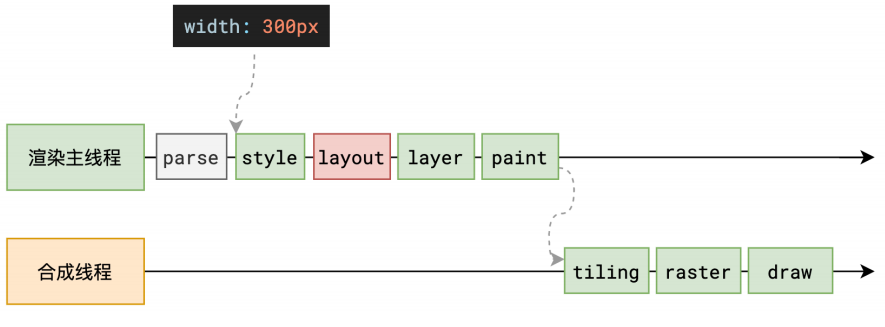 width: 300px
渲染主线程
parse
style
layout
layer
paint
合成线程
tiling
raster
draw